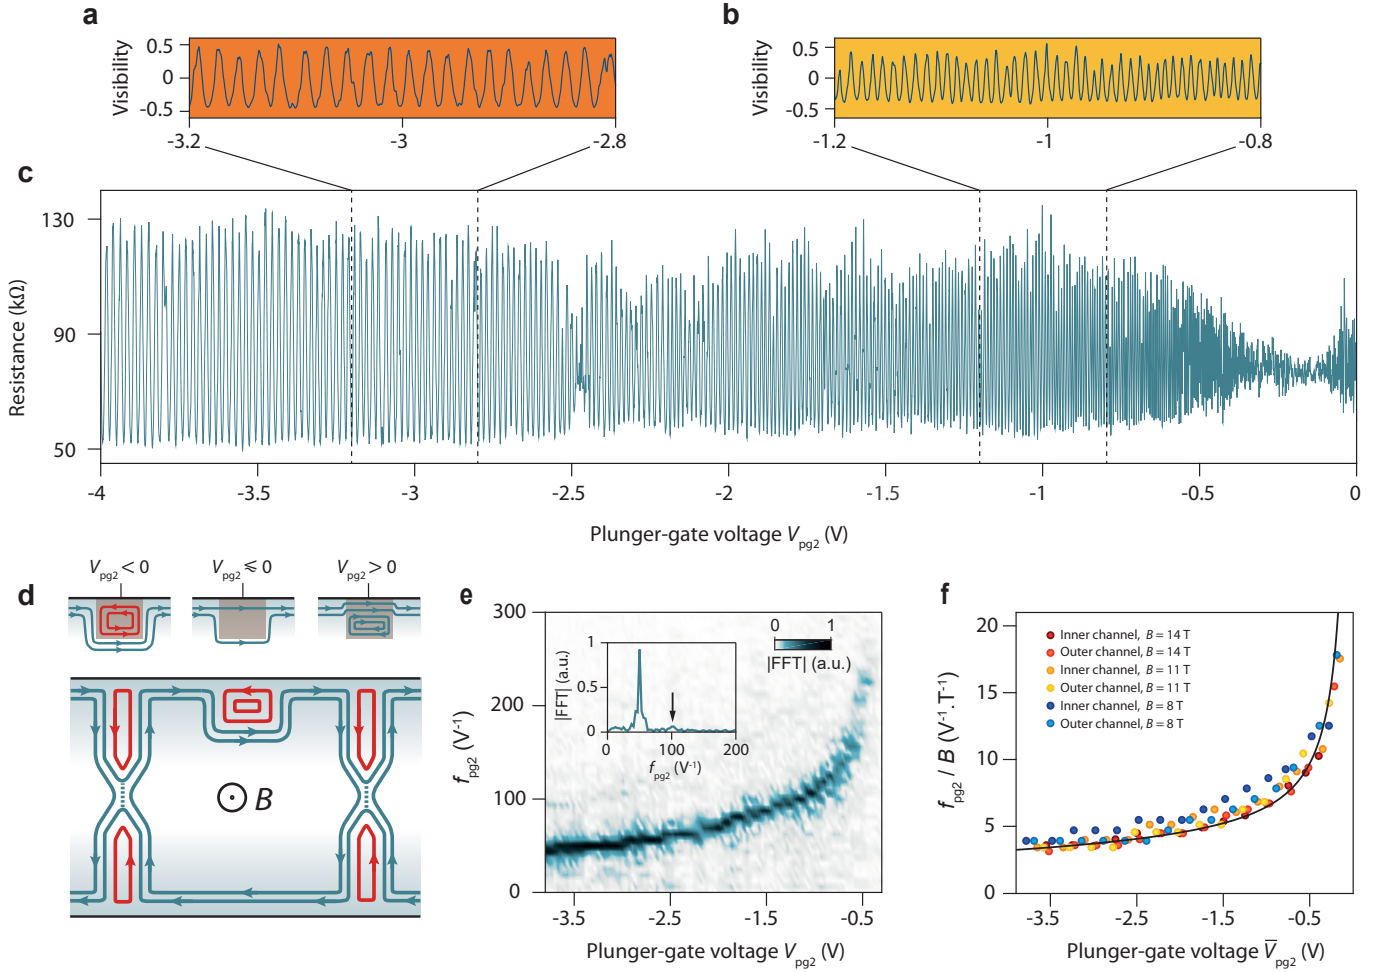 a
Visibility
0.5
0
-0.5
-3.2
-3
-2.8
b
Visibility
0.5
0
-0.5
-1.2
-1
-0.8
c
Resistance (kΩ)
130
90
50
-4
-3.5
-3
-2.5
-2
-1.5
-1
-0.5
0
Plunger-gate voltage Vpg2 (V)
d
Vpg2 < 0
Vpg2 ⩽ 0
Vpg2 > 0
B
e
fpg2 (V-1)
300
200
100
0
-3.5
-2.5
-1.5
-0.5
Plunger-gate voltage Vpg2 (V)
0
1
|FFT| (a.u.)
|FFT| (a.u.)
1
0.5
0
0
100
200
fpg2 (V-1)
f
fpg2 / B (V-1.T-1)
20
15
10
5
0
-3.5
-2.5
-1.5
-0.5
Plunger-gate voltage V̅pg2 (V)
Inner channel, B = 14 T
Outer channel, B = 14 T
Inner channel, B = 11 T
Outer channel, B = 11 T
Inner channel, B = 8 T
Outer channel, B = 8 T